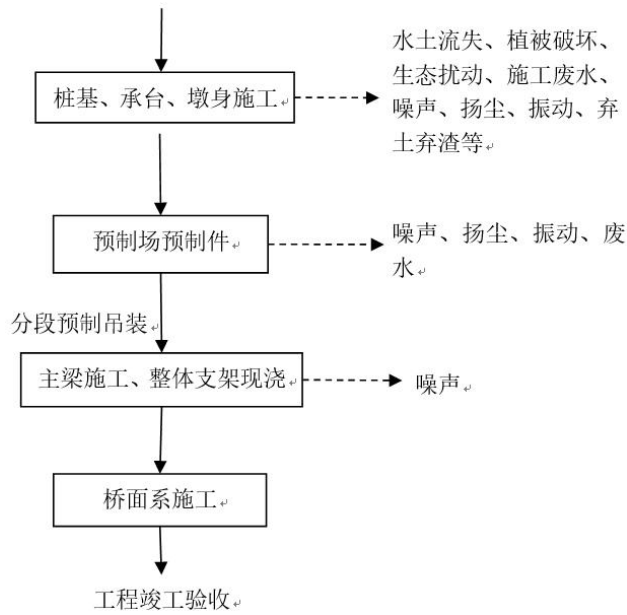 桩基、承台、墩身施工
水土流失、植被破坏、
生态扰动、施工废水、
噪声、扬尘、振动、弃
土弃渣等
预制场预制件
噪声、扬尘、振动、废
水
分段预制吊装
主梁施工、整体支架现浇
噪声
桥面系施工
工程竣工验收